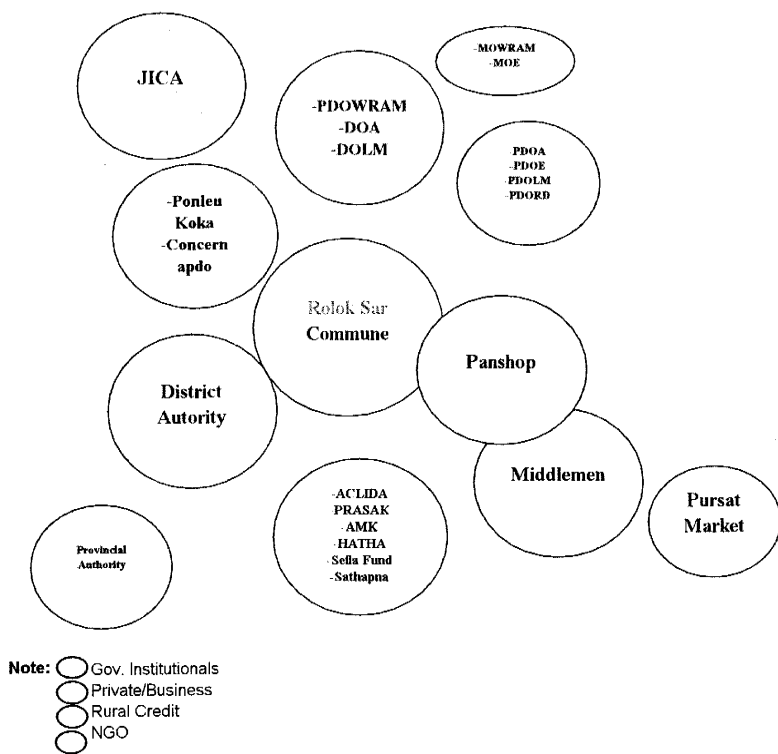 JICA
-PDOWRAM
-DOA
-DOLM
-MOWRAM
-MOE
PDOA
PDOE
PDOLM
PDORD
-Ponleu
Koka
-Concern
apdo
Rolok Sar
Commune
Panshop
District
Autority
Middlemen
Pursat
Market
-ACLIDA
-PRASAK
-AMK
-HATHA
-Sefla Fund
-Sathapna
Provincial
Authority
Note:
Gov. Institutionals
Private/Business
Rural Credit
NGO